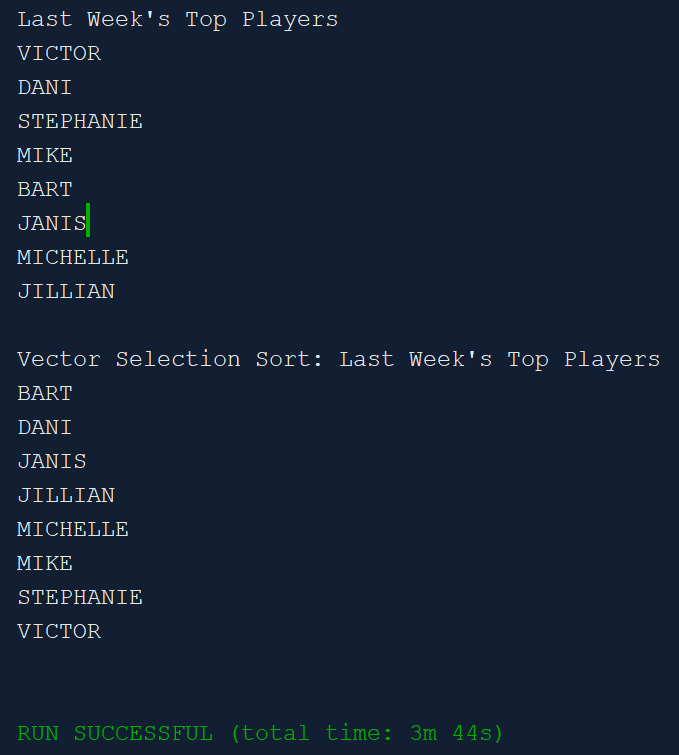 Last Week's Top Players
VICTOR
DANI
STEPHANIE
MIKE
BART
JANIS
MICHELLE
JILLIAN
Vector Selection Sort: Last Week's Top Players
BART
DANI
JANIS
JILLIAN
MICHELLE
MIKE
STEPHANIE
VICTOR
RUN SUCCESSFUL (total time: 3m 44s)